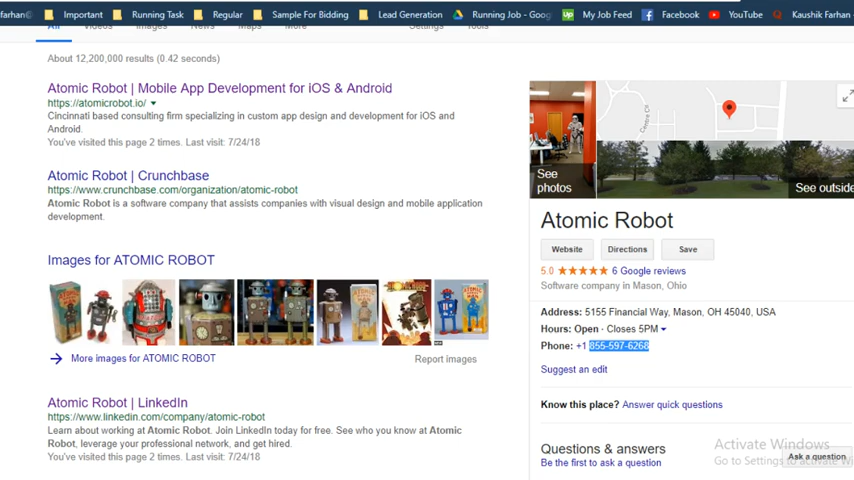 farhan@ Important Running Task Regular Sample For Bidding Lead Generation Running Job - Goog My Job Feed Facebook YouTube Kaushik Farhan
All Videos Images News Maps More Settings Tools
About 12,200,000 results (0.42 seconds)
Atomic Robot | Mobile App Development for iOS & Android
https://atomicrobot.io/
Cincinnati based consulting firm specializing in custom app design and development for iOS and
Android.
You've visited this page 2 times. Last visit: 7/24/18
Atomic Robot | Crunchbase
https://www.crunchbase.com/organization/atomic-robot
Atomic Robot is a software company that assists companies with visual design and mobile application
development.
Images for ATOMIC ROBOT
More images for ATOMIC ROBOT Report images
Atomic Robot | LinkedIn
https://www.linkedin.com/company/atomic-robot
Learn about working at Atomic Robot. Join LinkedIn today for free. See who you know at Atomic
Robot, leverage your professional network, and get hired.
You've visited this page 2 times. Last visit: 7/24/18
See
photos
See outside
Atomic Robot
Website Directions Save
5.0 6 Google reviews
Software company in Mason, Ohio
Address: 5155 Financial Way, Mason, OH 45040, USA
Hours: Open · Closes 5PM
Phone: +1 855-597-6268
Suggest an edit
Know this place? Answer quick questions
Questions & answers
Be the first to ask a question
Ask a question
Activate Windows
Go to Settings to activate Wi